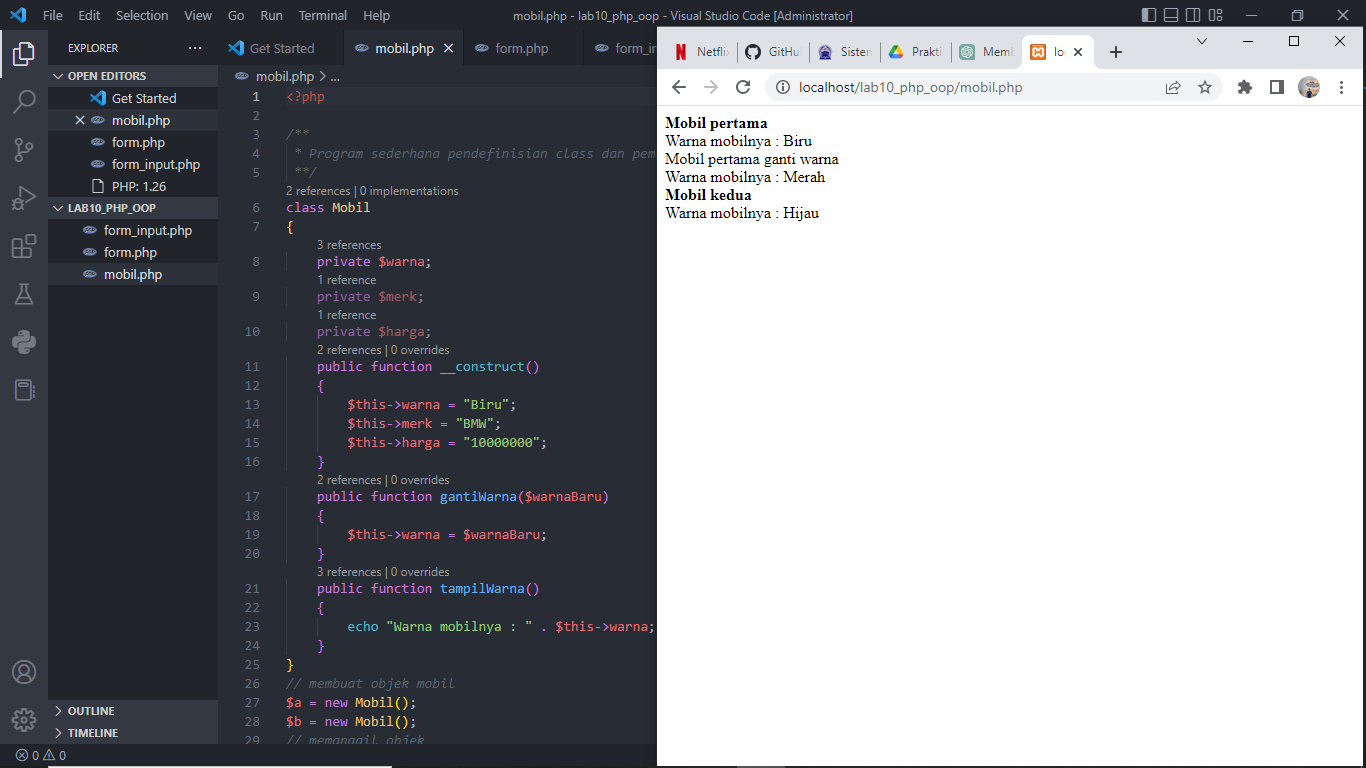 File Edit Selection View Go Run Terminal Help
mobil.php - lab10_php_oop - Visual Studio Code [Administrator]
EXPLORER
OPEN EDITORS
Get Started
mobil.php
form.php
form_input.php
PHP: 1.26
LAB10_PHP_OOP
form_input.php
form.php
mobil.php
OUTLINE
TIMELINE
0 0
Get Started mobil.php form.php form_in
mobil.php > ...
1 <?php
2
3 /**
4 * Program sederhana pendefinisian class dan pem
5 **/
2 references | 0 implementations
6 class Mobil
7 {
3 references
8 private $warna;
1 reference
9 private $merk;
1 reference
10 private $harga;
2 references | 0 overrides
11 public function __construct()
12 {
13 $this->warna = "Biru";
14 $this->merk = "BMW";
15 $this->harga = "10000000";
16 }
2 references | 0 overrides
17 public function gantiWarna($warnaBaru)
18 {
19 $this->warna = $warnaBaru;
20 }
3 references | 0 overrides
21 public function tampilWarna()
22 {
23 echo "Warna mobilnya : " . $this->warna;
24 }
25 }
26 // membuat objek mobil
27 $a = new Mobil();
28 $b = new Mobil();
29 // memanggil objek
Netfli GitHu Sisten Prakti Memb lo
localhost/lab10_php_oop/mobil.php
Mobil pertama
Warna mobilnya : Biru
Mobil pertama ganti warna
Warna mobilnya : Merah
Mobil kedua
Warna mobilnya : Hijau